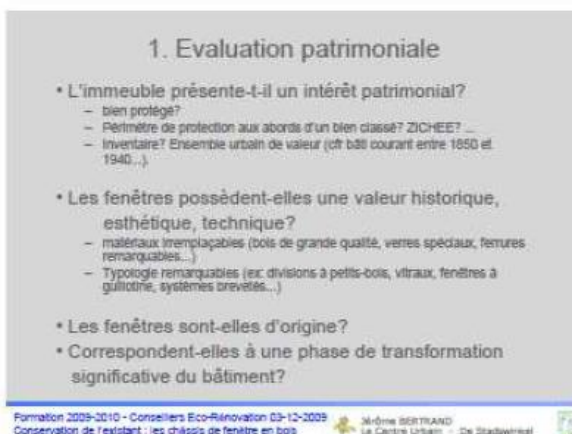 1. Evaluation patrimoniale
• L'immeuble présente-t-il un intérêt patrimonial?
– bien protégé?
– Périmètre de protection aux abords d'un bien classé? ZICHEE? ...
– Inventaire? Ensemble urbain de valeur (cfr bâti courant entre 1850 et
1940...).
• Les fenêtres possèdent-elles une valeur historique,
esthétique, technique?
– matériaux irremplaçables (bois de grande qualité, verres spéciaux, ferrures
remarquables...)
– Typologie remarquables (ex: divisions à petits-bois, vitraux, fenêtres à
guillotine, systèmes brevetés...)
• Les fenêtres sont-elles d'origine?
• Correspondent-elles à une phase de transformation
significative du bâtiment?
Formation 2009-2010 - Conseillers Eco-Rénovation 03-12-2009
Conservation de l'existant : les châssis de fenêtre en bois
Jérôme BERTRAND
Le Centre Urbain - De Stadswinkel